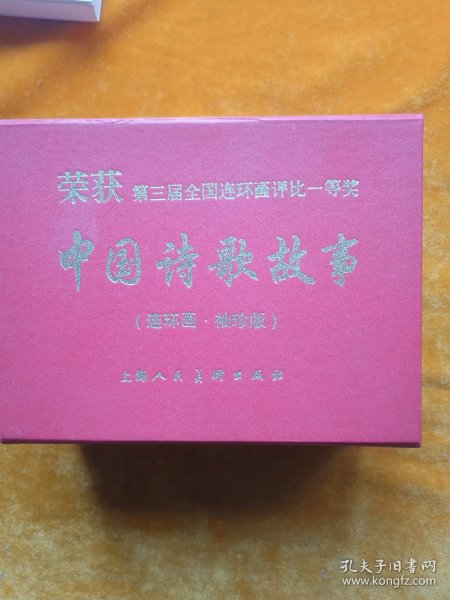 荣获 第三届全国连环画评比一等奖
中国诗歌故事
(连环画·袖珍版)
上海人民美术出版社
孔夫子旧书网
www.kongfz.com